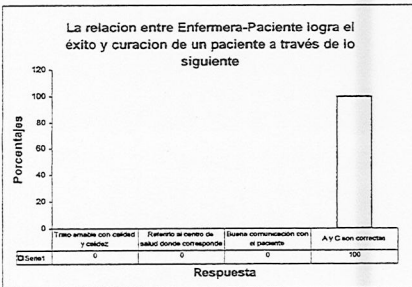 La relacion entre Enfermera-Paciente logra el
éxito y curacion de un paciente a través de lo
siguiente
120
100
80
60
40
20
0
Porcentajes
Trato amable con calidad
y calidez
Referirlo al centro de
salud donde corresponde
Buena comunicación con
el paciente
A y C son correctas
Serie1
0
0
0
100
Respuesta